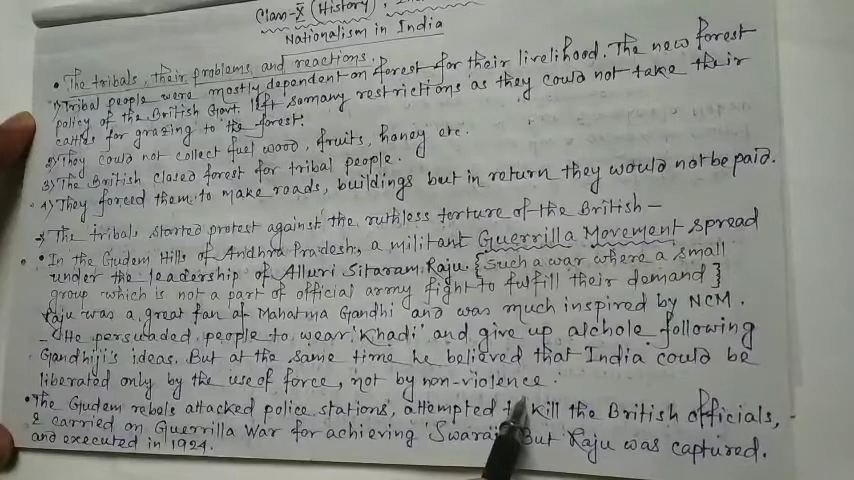 Class-X (History),
Nationalism in India
• The tribals, their problems and reactions.
1) Tribal people were mostly dependent on forest for their livelihood. The new forest
policy of the British Govt. left so many restrictions as they could not take their
cattles for grazing to the forest.
2) They could not collect fuel wood, fruits, honey etc.
3) The British closed forest for tribal people.
4) They forced them to make roads, buildings but in return they would not be paid.
→ The tribals started protest against the ruthless torture of the British —
• In the Gudem Hills of Andhra Pradesh, a militant Guerrilla Movement spread
under the leadership of Alluri Sitaram Raju. {Such a war where a small
group which is not a part of official army fight to fulfill their demand}
Raju was a great fan of Mahatma Gandhi and was much inspired by NCM.
- He persuaded people to wear 'Khadi' and give up alchole following
Gandhiji's ideas. But at the same time he believed that India could be
liberated only by the use of force, not by non-violence.
• The Gudem rebels attacked police stations, attempted to kill the British officials,
& carried on Guerrilla War for achieving 'Swaraj' But Raju was captured.
and executed in 1924.